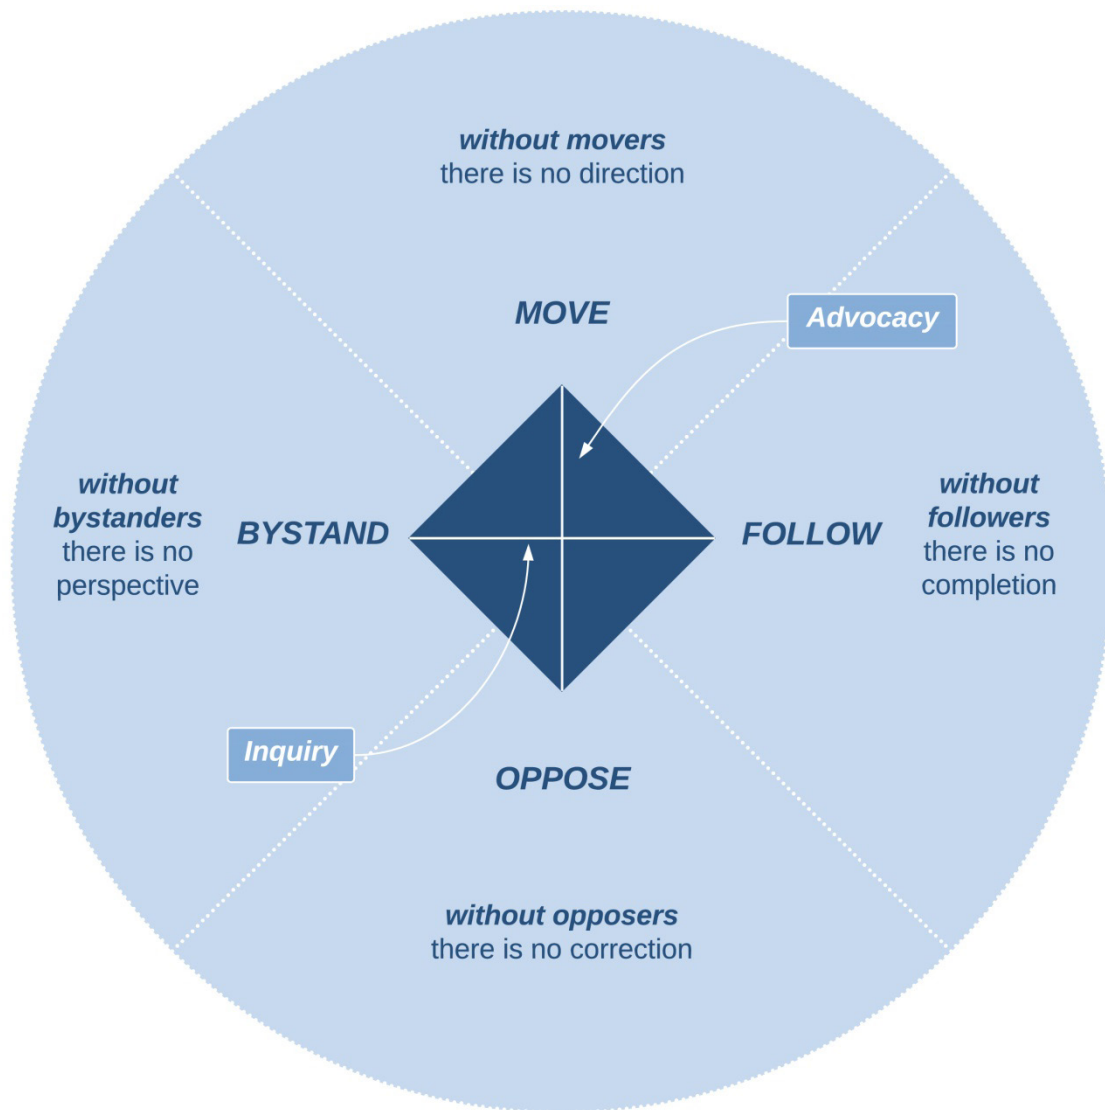 without movers
there is no direction
MOVE
Advocacy
without
bystanders
there is no
perspective
BYSTAND
FOLLOW
without
followers
there is no
completion
Inquiry
OPPOSE
without opposers
there is no correction